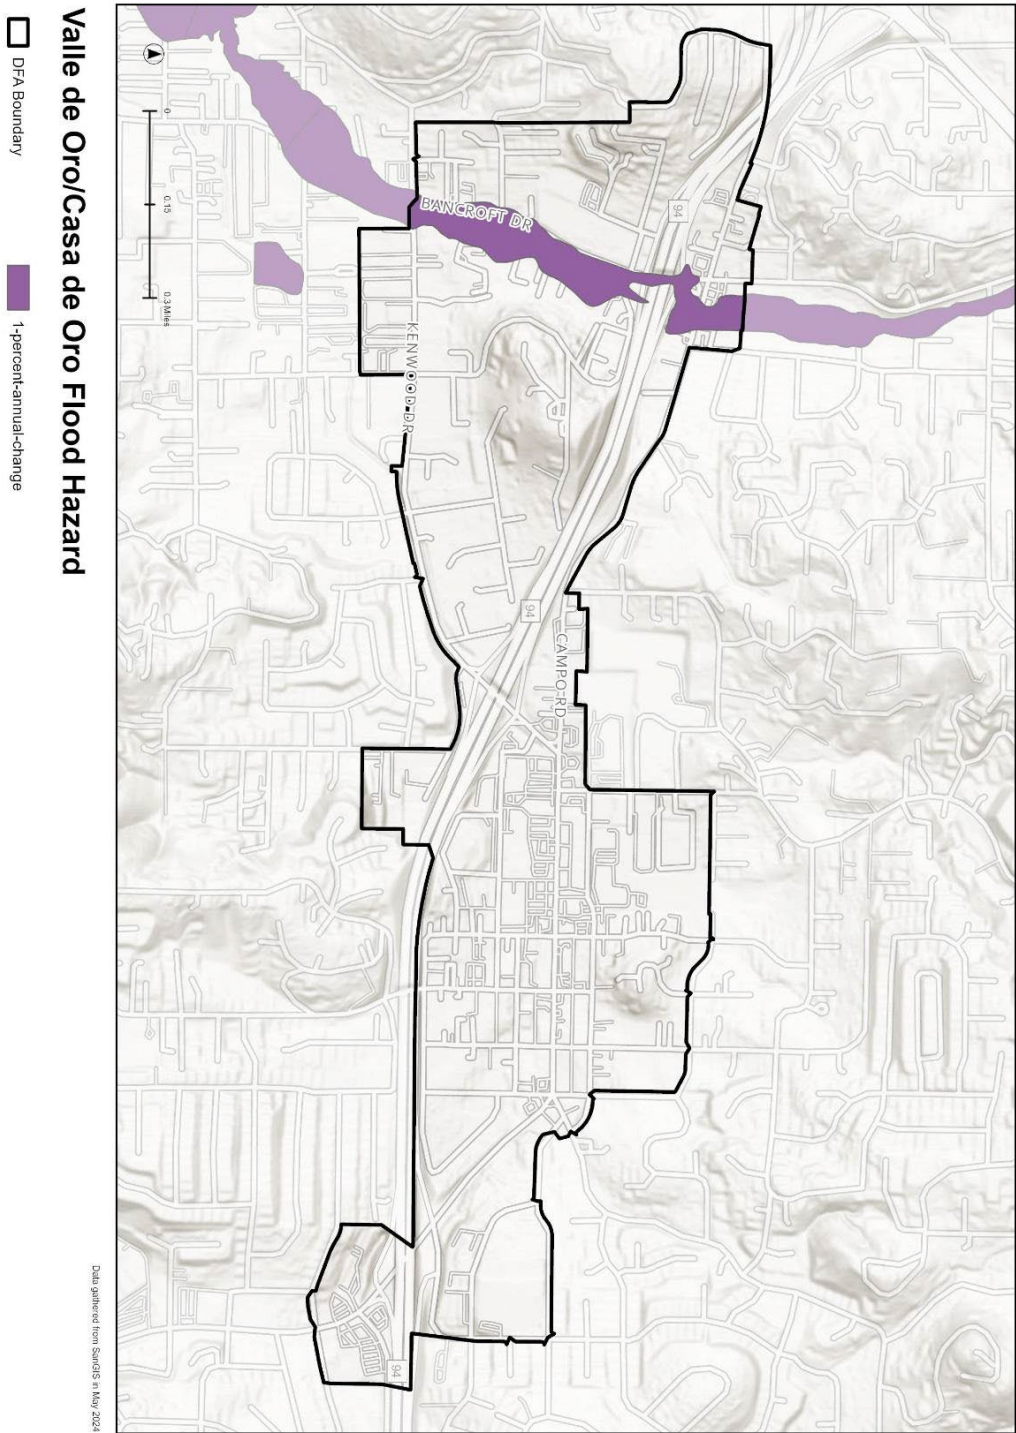 94
BANCROFT DR
KENWOOD DR
94
CAMPO RD
94
0
0.15
0.3 Miles
Valle de Oro/Casa de Oro Flood Hazard
DFA Boundary
1-percent-annual-change
Data gathered from SanGIS in May 2024